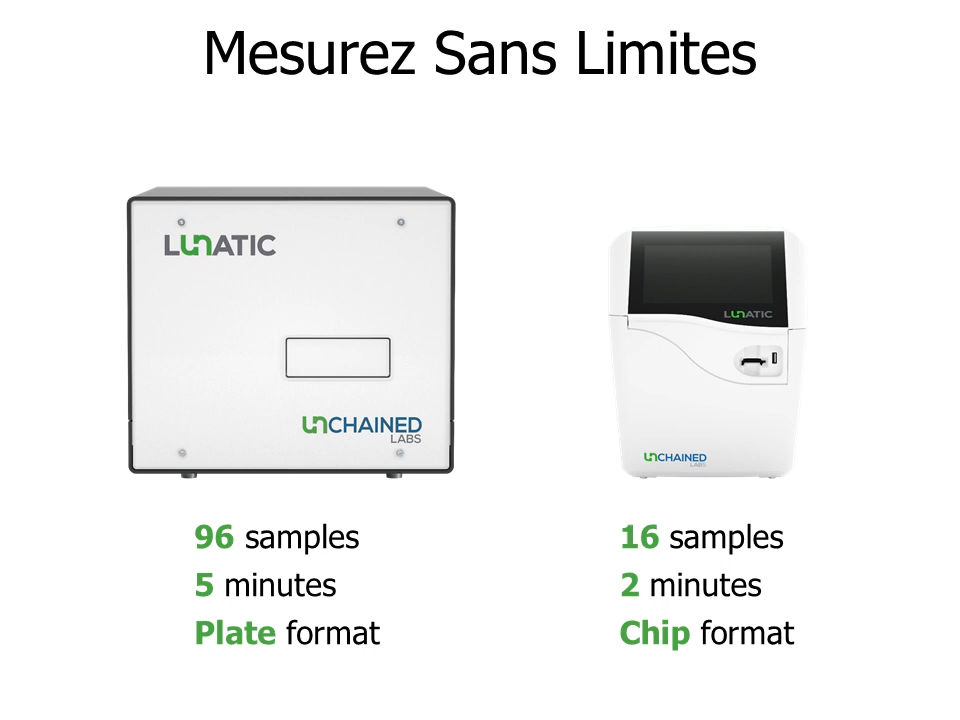 Mesurez Sans Limites
LUNATIC
UNCHAINED
LABS
96 samples
5 minutes
Plate format
LUNATIC
UNCHAINED
LABS
16 samples
2 minutes
Chip format